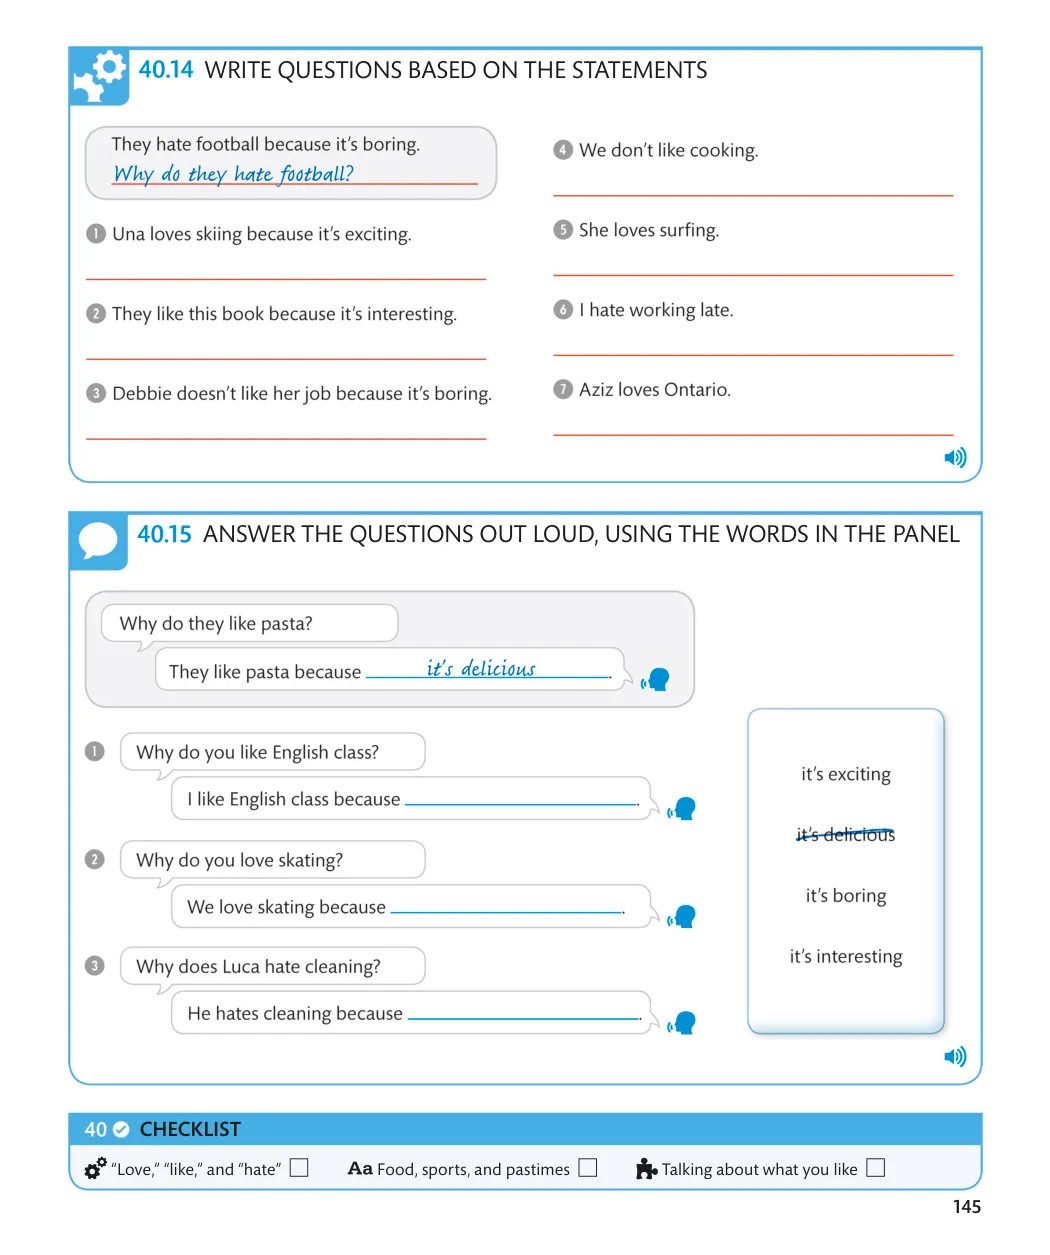 40.14 WRITE QUESTIONS BASED ON THE STATEMENTS
They hate football because it’s boring.
Why do they hate football?
1 Una loves skiing because it’s exciting.
2 They like this book because it’s interesting.
3 Debbie doesn’t like her job because it’s boring.
4 We don’t like cooking.
5 She loves surfing.
6 I hate working late.
7 Aziz loves Ontario.
40.15 ANSWER THE QUESTIONS OUT LOUD, USING THE WORDS IN THE PANEL
Why do they like pasta?
They like pasta because it’s delicious.
1 Why do you like English class?
I like English class because .
2 Why do you love skating?
We love skating because .
3 Why does Luca hate cleaning?
He hates cleaning because .
it’s exciting
it’s delicious
it’s boring
it’s interesting
40 CHECKLIST
“Love,” “like,” and “hate” Aa Food, sports, and pastimes Talking about what you like
145